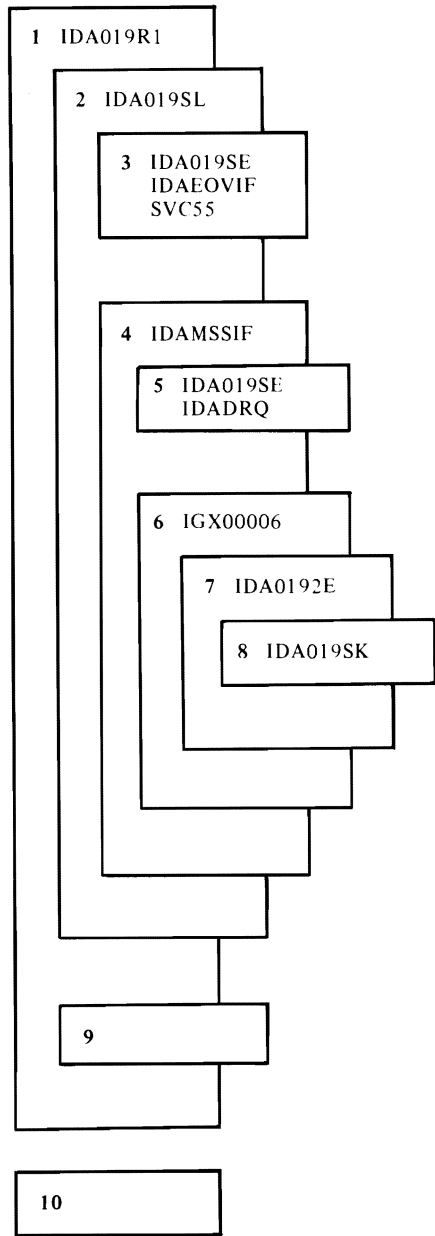 1 IDA019R1
2 IDA019SL
3 IDA019SE
IDAEOVIF
SVC55
4 IDAMSSIF
5 IDA019SE
IDADRQ
6 IGX00006
7 IDA0192E
8 IDA019SK
9
10